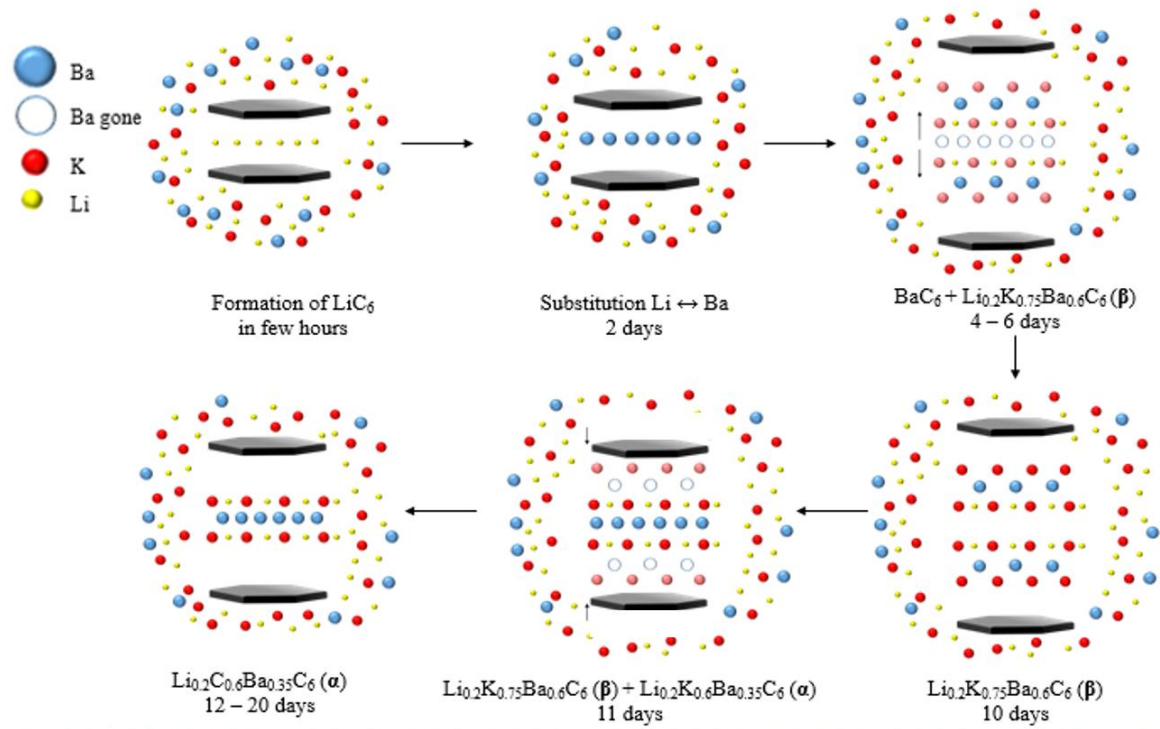 Ba
Ba gone
K
Li
Formation of LiC₆
in few hours
Substitution Li ↔ Ba
2 days
BaC₆ + Li₀.₂K₀.₇₅Ba₀.₆C₆ (β)
4 – 6 days
Li₀.₂C₀.₆Ba₀.₃₅C₆ (α)
12 – 20 days
Li₀.₂K₀.₇₅Ba₀.₆C₆ (β) + Li₀.₂K₀.₆Ba₀.₃₅C₆ (α)
11 days
Li₀.₂K₀.₇₅Ba₀.₆C₆ (β)
10 days